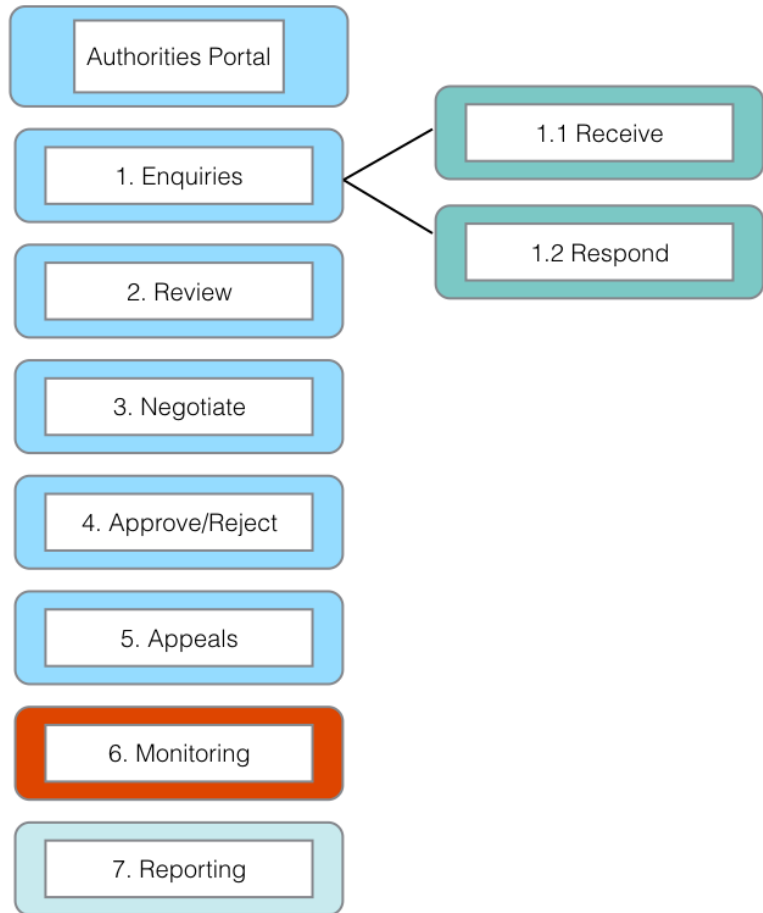 Authorities Portal
1. Enquiries
1.1 Receive
1.2 Respond
2. Review
3. Negotiate
4. Approve/Reject
5. Appeals
6. Monitoring
7. Reporting